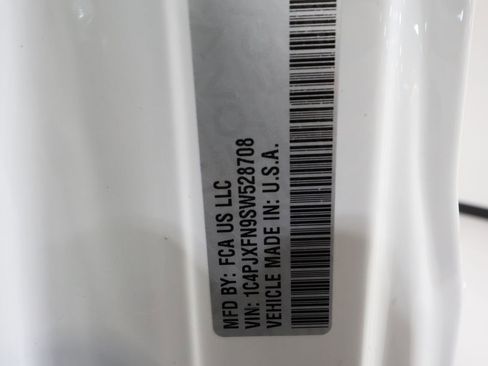 MFD BY: FCA US LLC
VIN: 1C4PJXFN9SW528708
VEHICLE MADE IN: U.S.A.